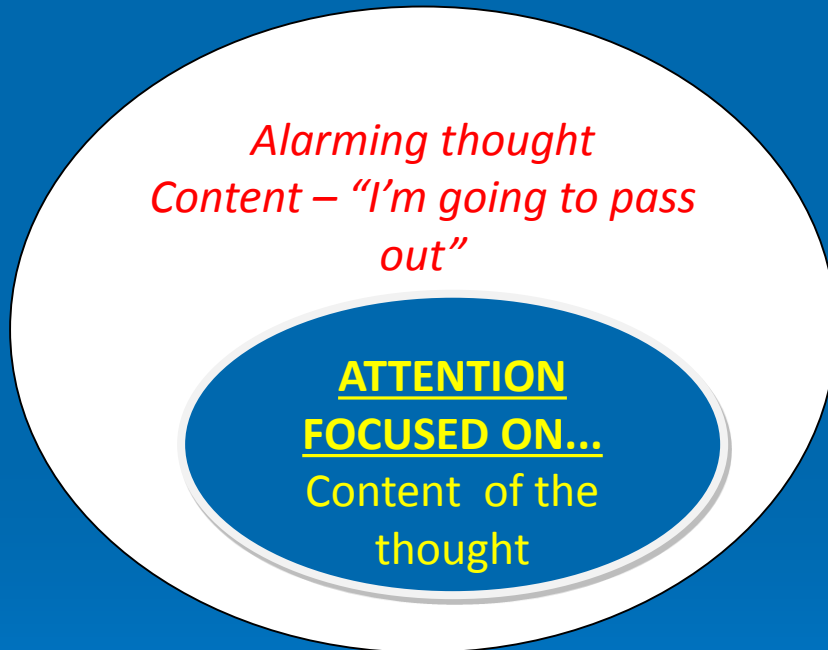 Alarming thought
Content – “I’m going to pass
out”
ATTENTION
FOCUSED ON...
Content of the
thought